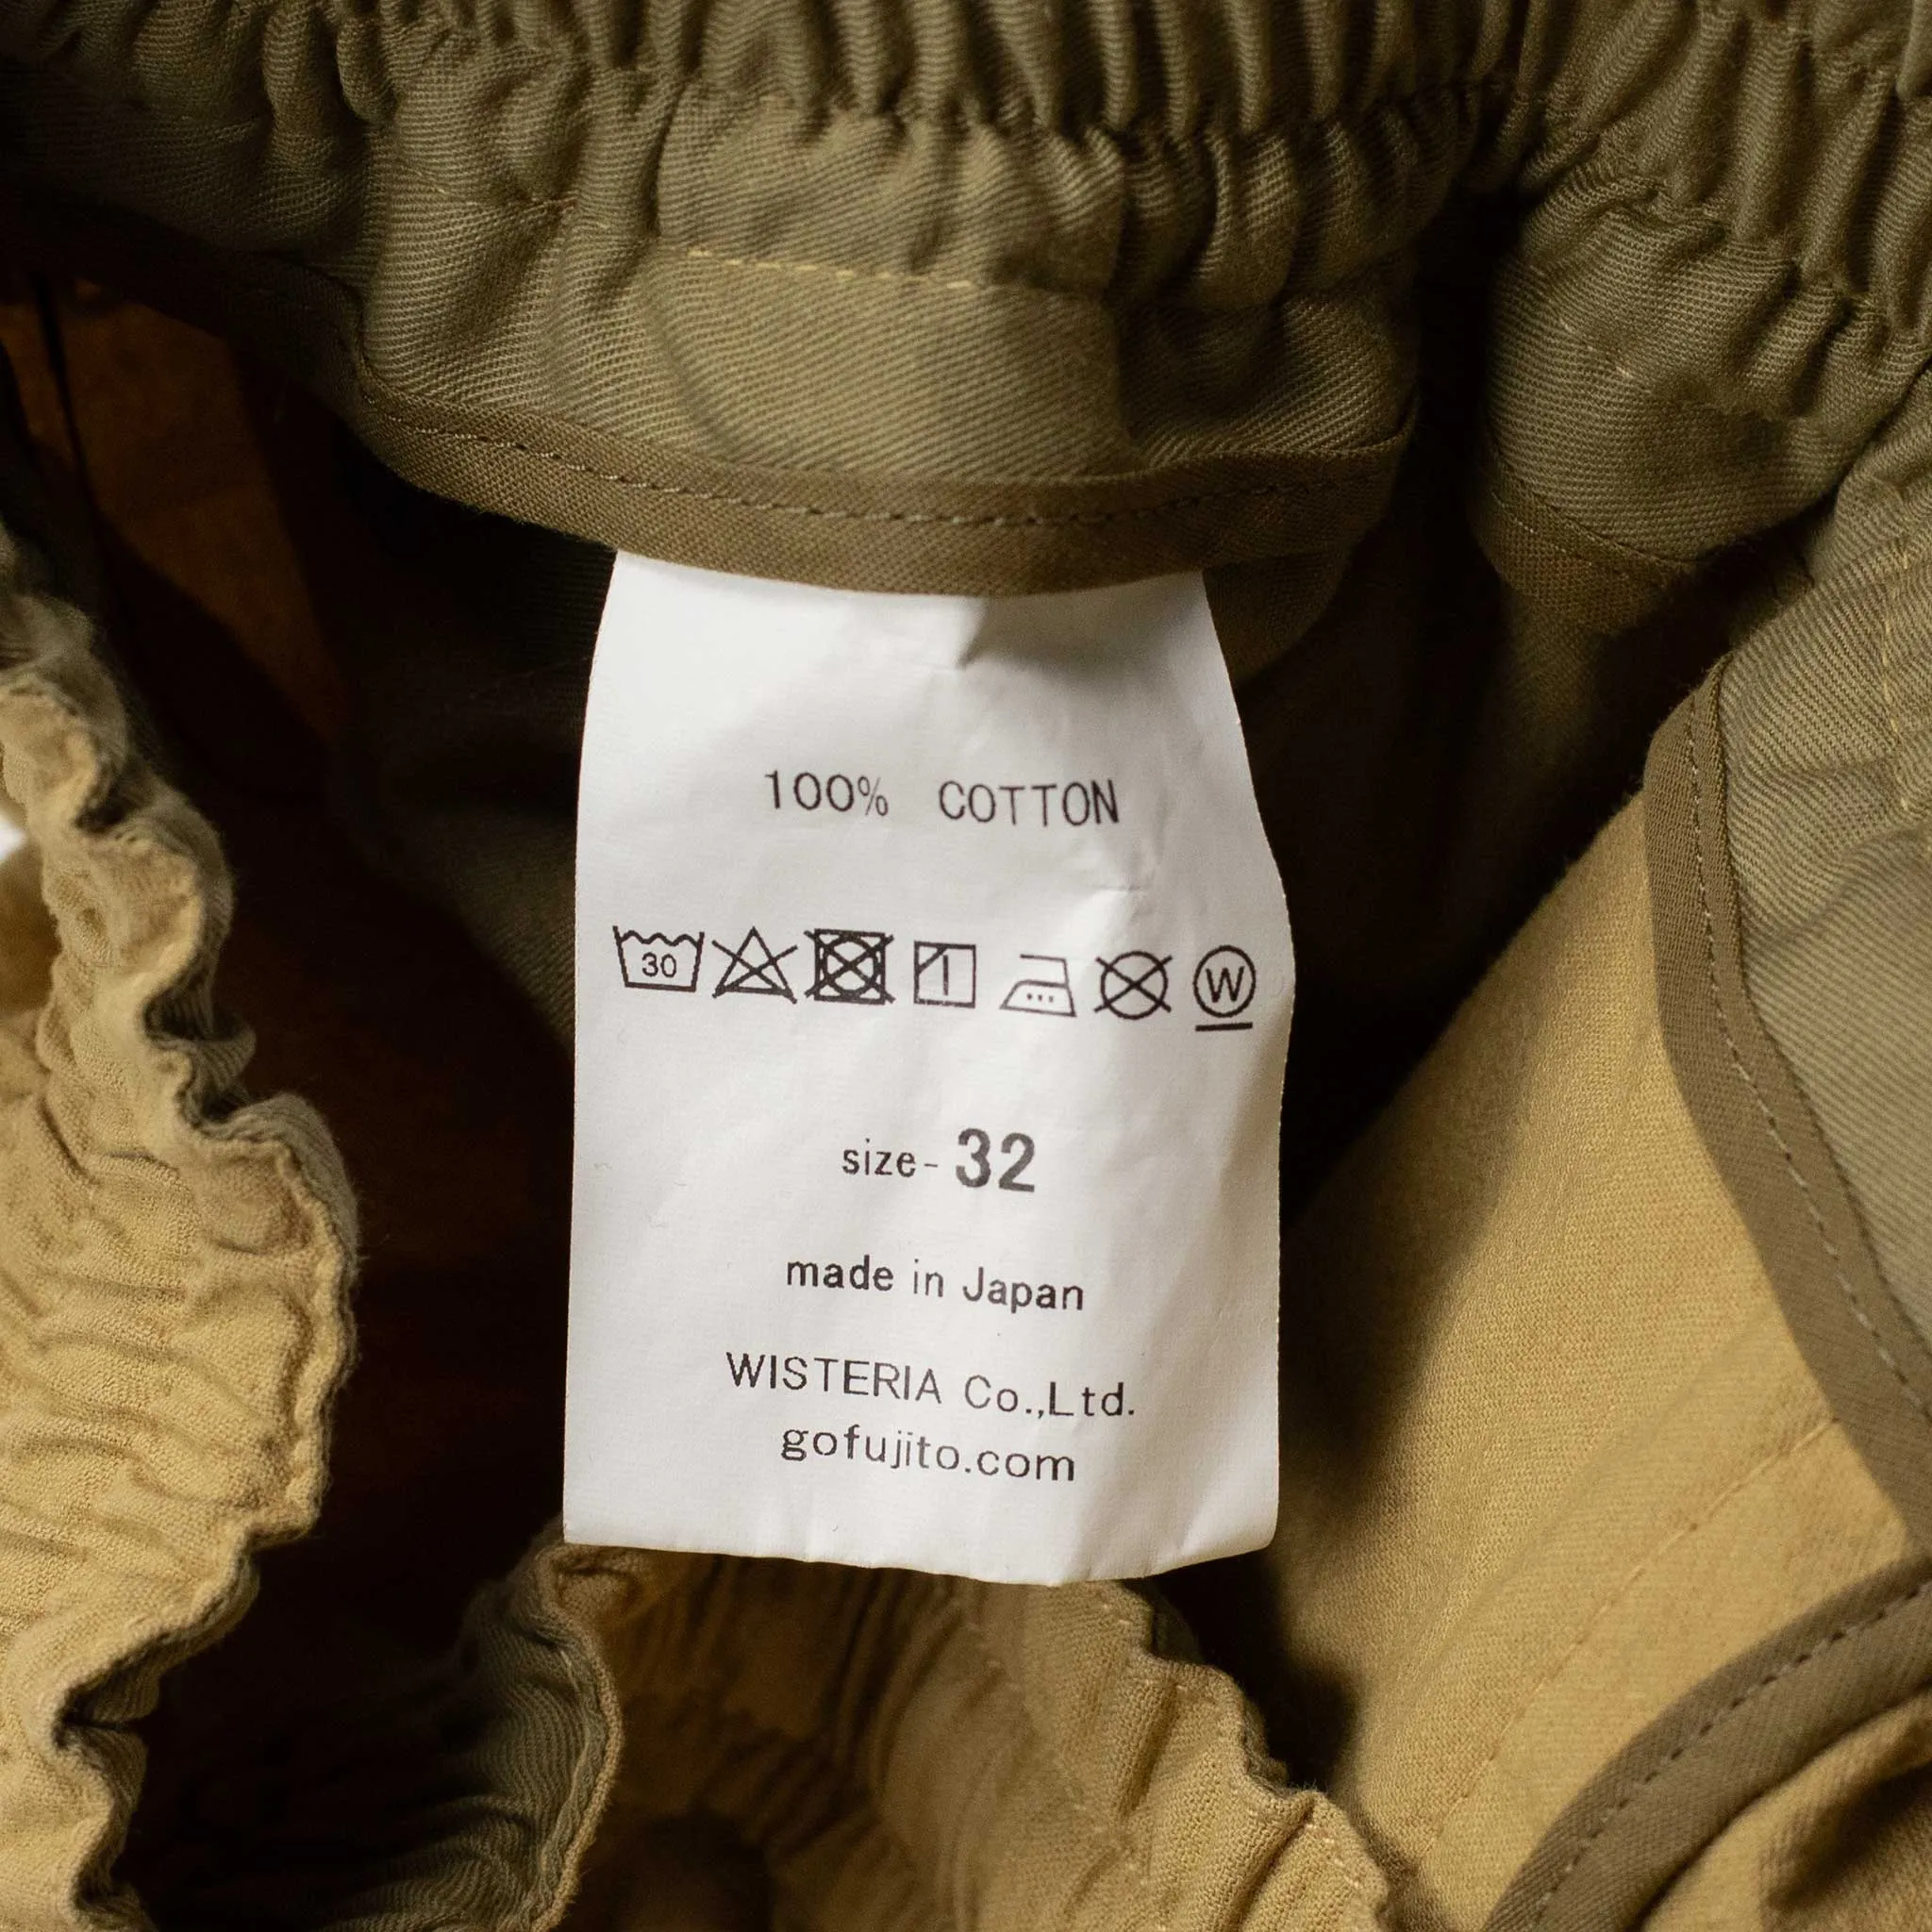 100% COTTON
30 W
size- 32
made in Japan
WISTERIA Co.,Ltd.
gofujito.com